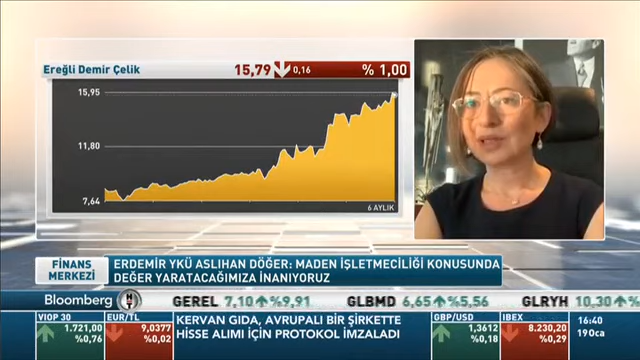 Ereğli Demir Çelik 15,79 0,16 % 1,00
15,95
11,80
7,64
6 AYLIK
FİNANS MERKEZİ
ERDEMİR YKÜ ASLIHAN DÖĞER: MADEN İŞLETMECİLİĞİ KONUSUNDA
DEĞER YARATACAĞIMIZA İNANIYORUZ
Bloomberg HT GEREL 7,10 %9,91 GLBMD 6,65 %5,56 GLRYH 10,30
VIOP 30 1.721,00 %0,76
EUR/TL 9,0377 %0,02
KERVAN GIDA, AVRUPALI BİR ŞİRKETTE
HİSSE ALIMI İÇİN PROTOKOL İMZALADI
GBP/USD 1,3612 %0,18
IBEX 8.230,20 %0,29
16:40
19Oca